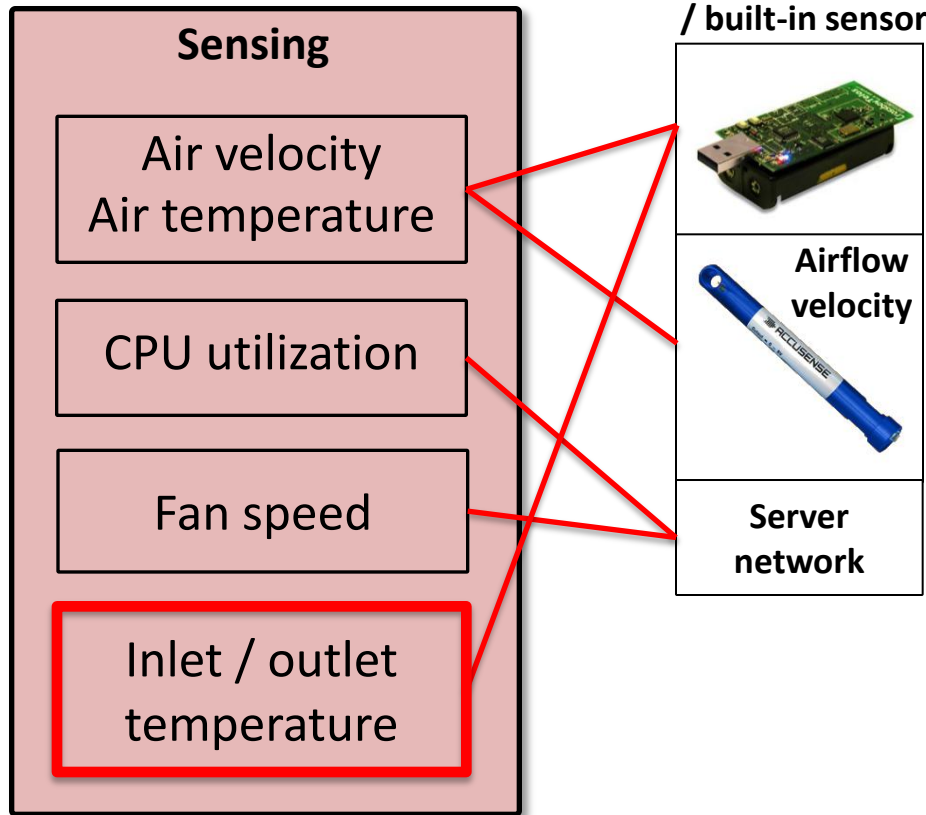 Sensing
Air velocity
Air temperature
CPU utilization
Fan speed
Inlet / outlet
temperature
/ built-in sensor
Airflow
velocity
ACCUSENSE
Server
network